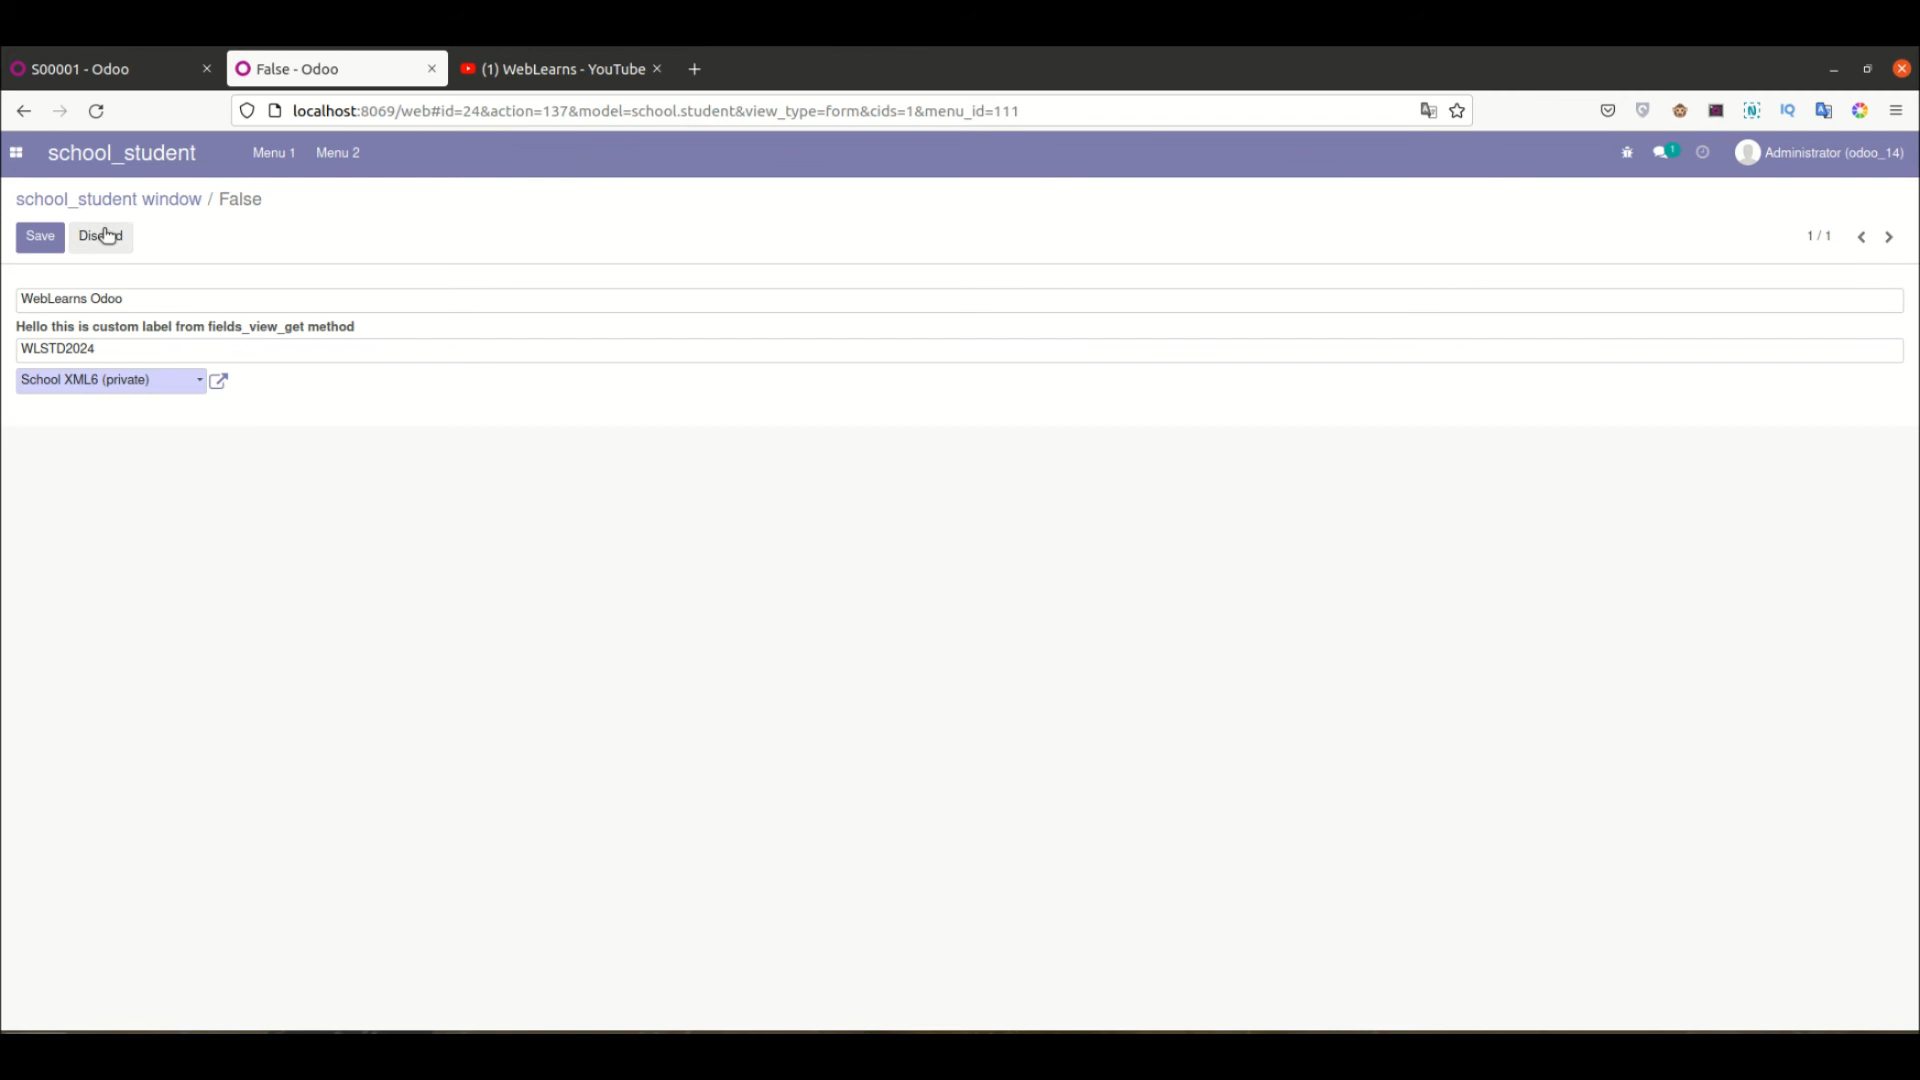 S00001 - Odoo
False - Odoo
(1) WebLearns - YouTube
localhost:8069/web#id=24&action=137&model=school.student&view_type=form&cids=1&menu_id=111
school_student
Menu 1
Menu 2
1
Administrator (odoo_14)
school_student window / False
Save
1 / 1
WebLearns Odoo
Hello this is custom label from fields_view_get method
WLSTD2024
School XML6 (private)